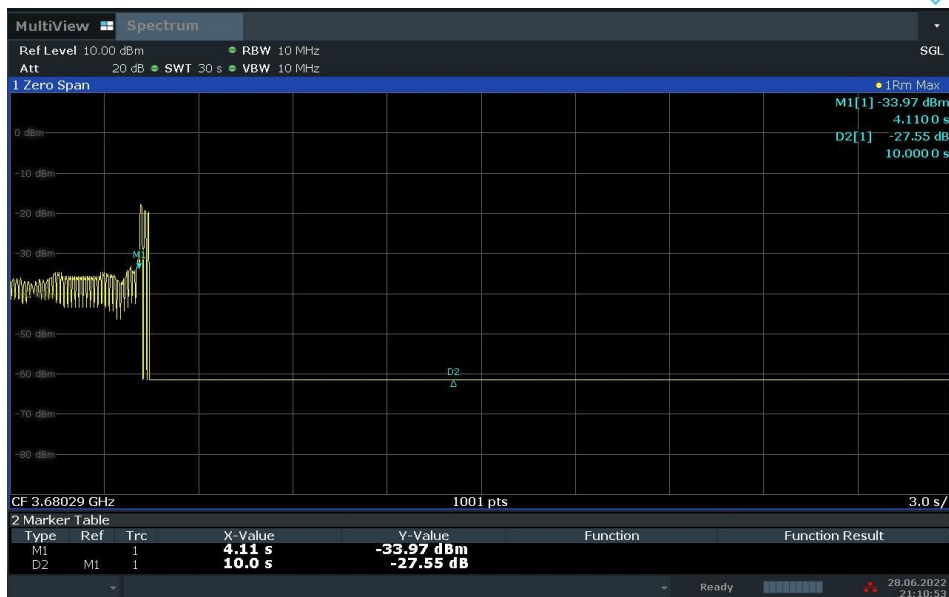 MultiView Spectrum
Ref Level 10.00 dBm RBW 10 MHz SGL
Att 20 dB SWT 30 s VBW 10 MHz
1 Zero Span 1Rm Max
M1[1] -33.97 dBm
4.110 0 s
0 dBm
D2[1] -27.55 dB
10.000 0 s
-10 dBm
-20 dBm
-30 dBm
M1
-50 dBm
-60 dBm
D2
-70 dBm
-80 dBm
CF 3.68029 GHz 1001 pts 3.0 s/
2 Marker Table
Type Ref Trc X-Value Y-Value Function Function Result
M1 1 4.11 s -33.97 dBm
D2 M1 1 10.0 s -27.55 dB
Ready 28.06.2022
21:10:53